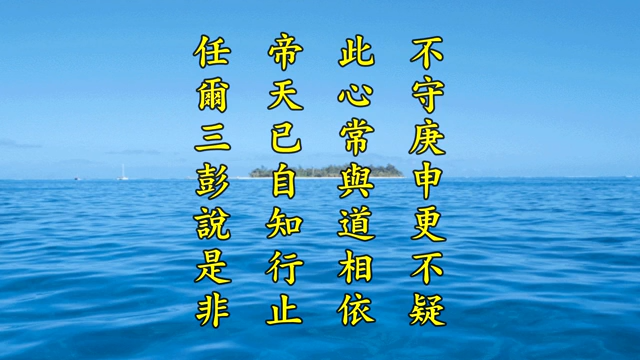 不守庚申更不疑
此心常與道相依
帝天已自知行止
任爾三彭說是非